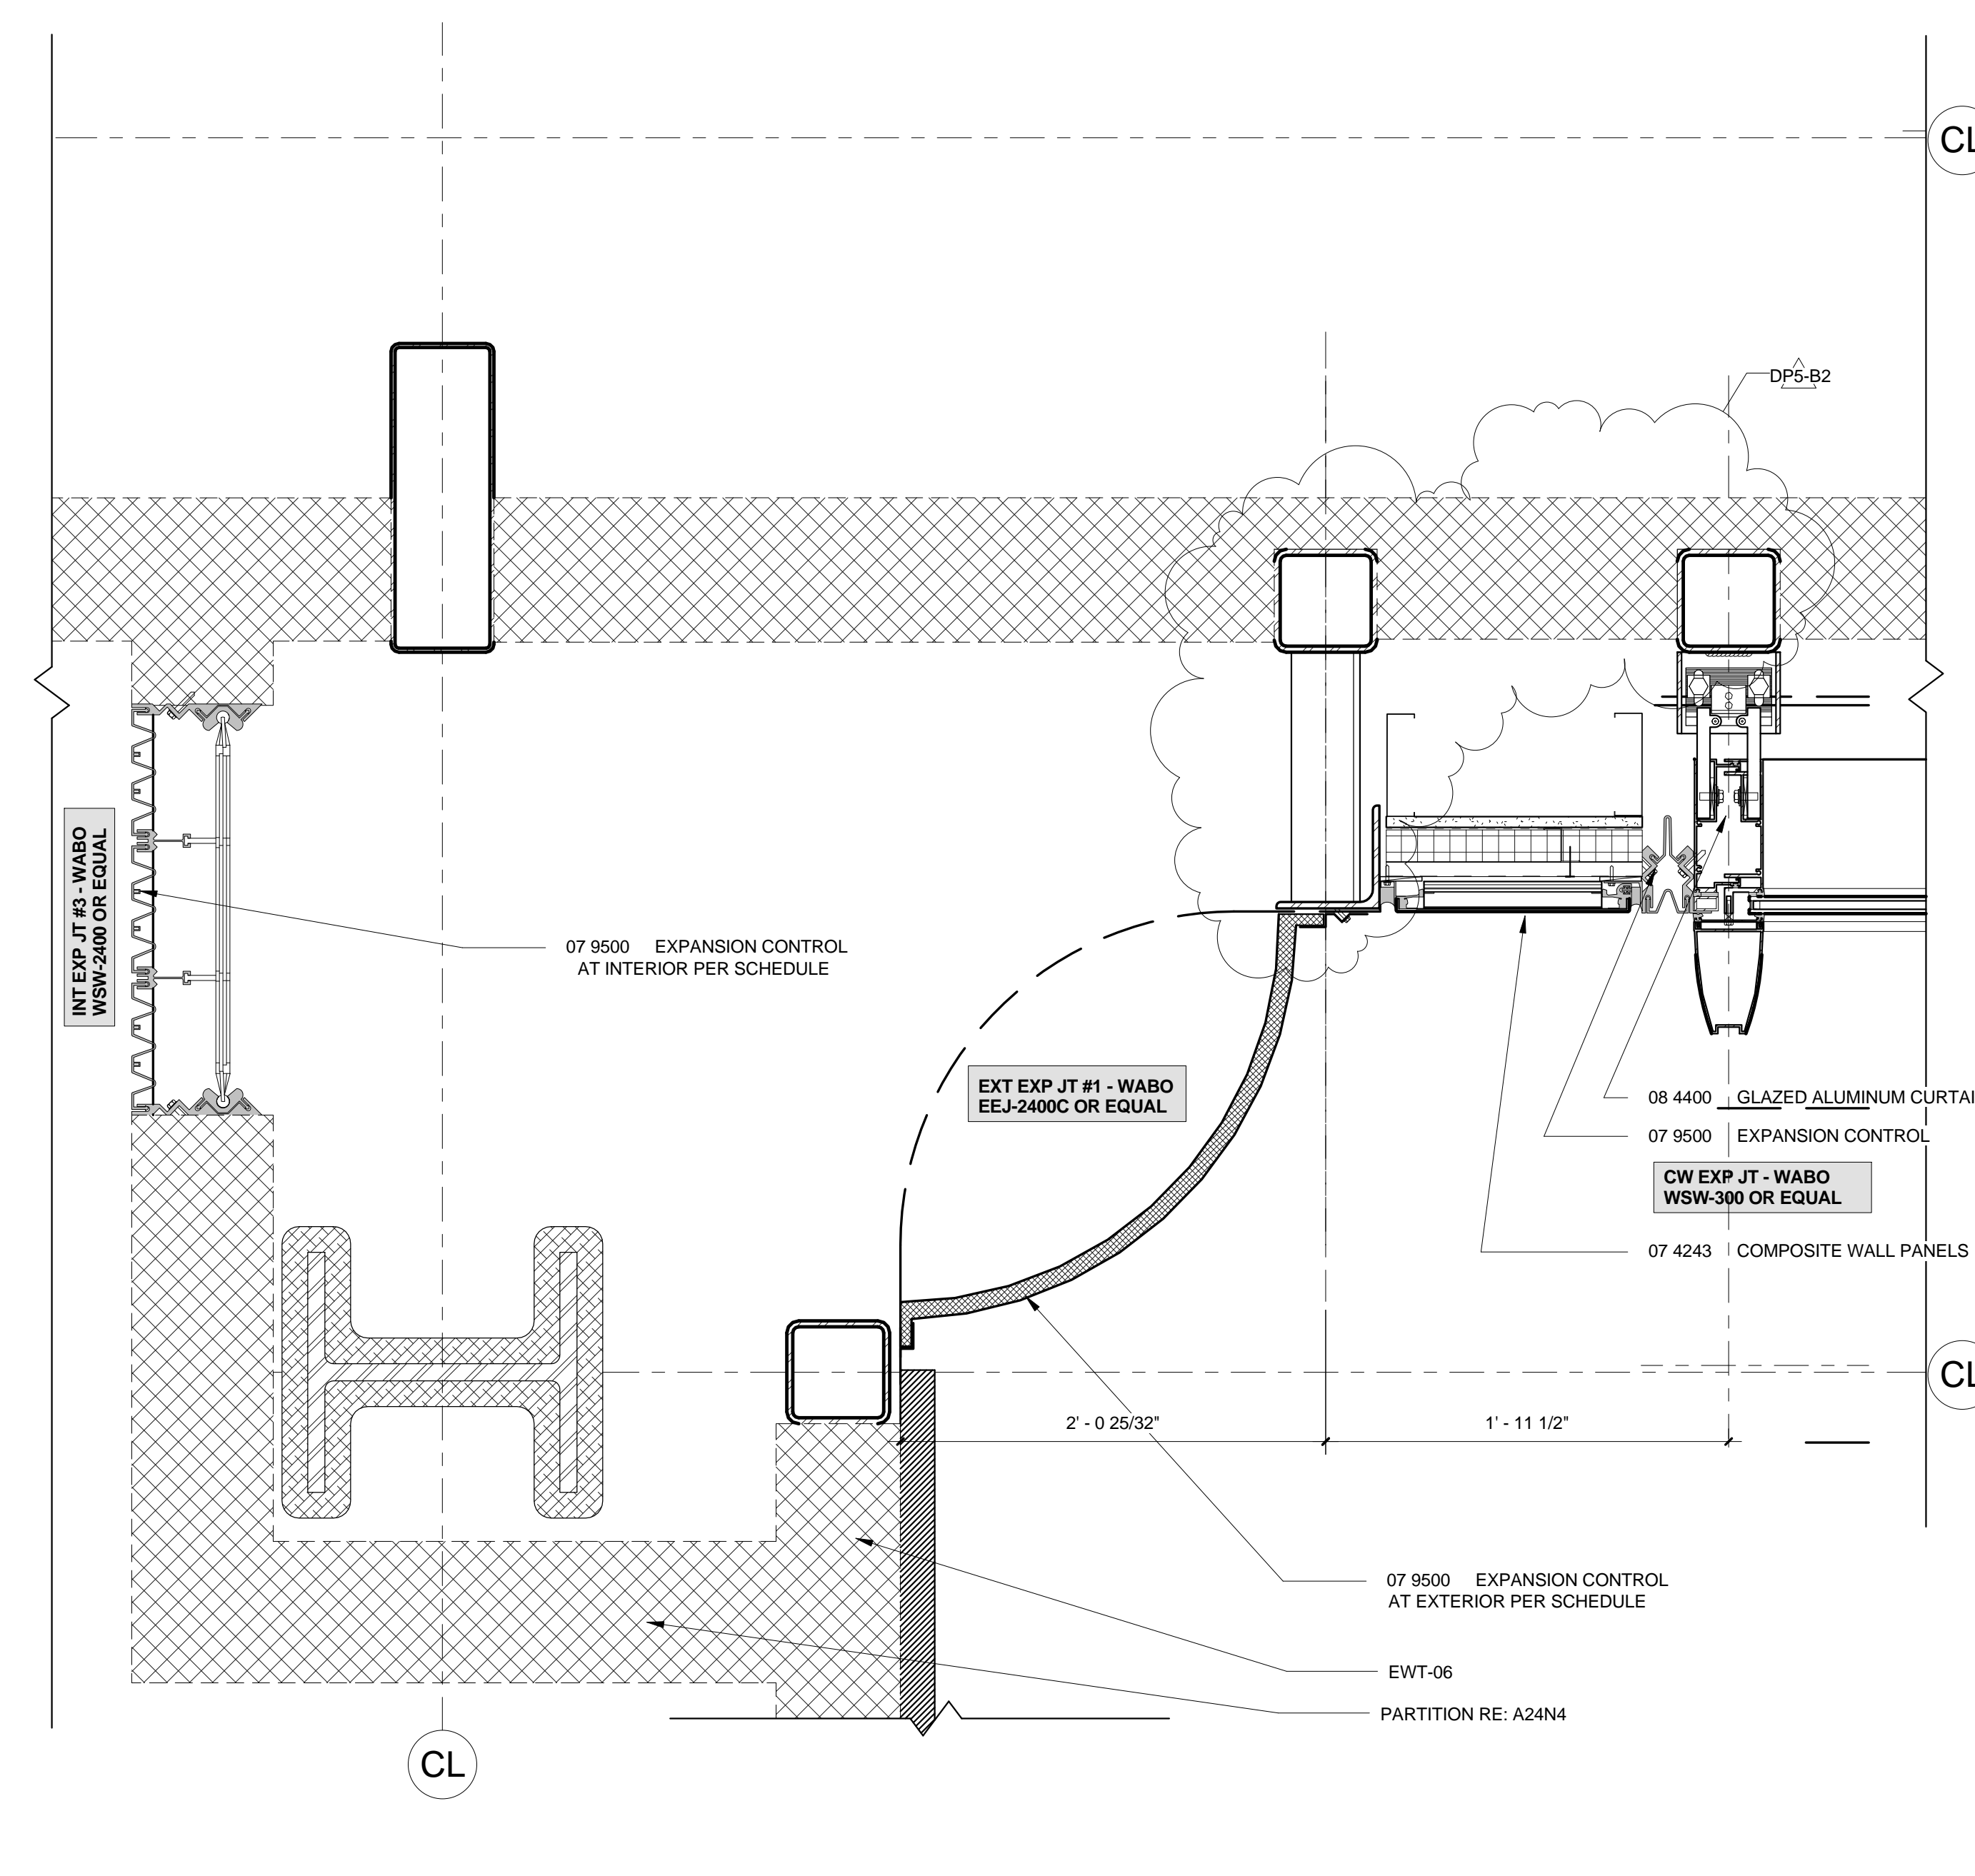 CL
DP5-B2
INT EXP JT #3 - WABO
WSW-2400 OR EQUAL
07 9500 EXPANSION CONTROL
AT INTERIOR PER SCHEDULE
EXT EXP JT #1 - WABO
EEJ-2400C OR EQUAL
08 4400 GLAZED ALUMINUM CURTAI
07 9500 EXPANSION CONTROL
CW EXP JT - WABO
WSW-300 OR EQUAL
07 4243 COMPOSITE WALL PANELS
CL
2' - 0 25/32"
1' - 11 1/2"
07 9500 EXPANSION CONTROL
AT EXTERIOR PER SCHEDULE
EWT-06
PARTITION RE: A24N4
CL